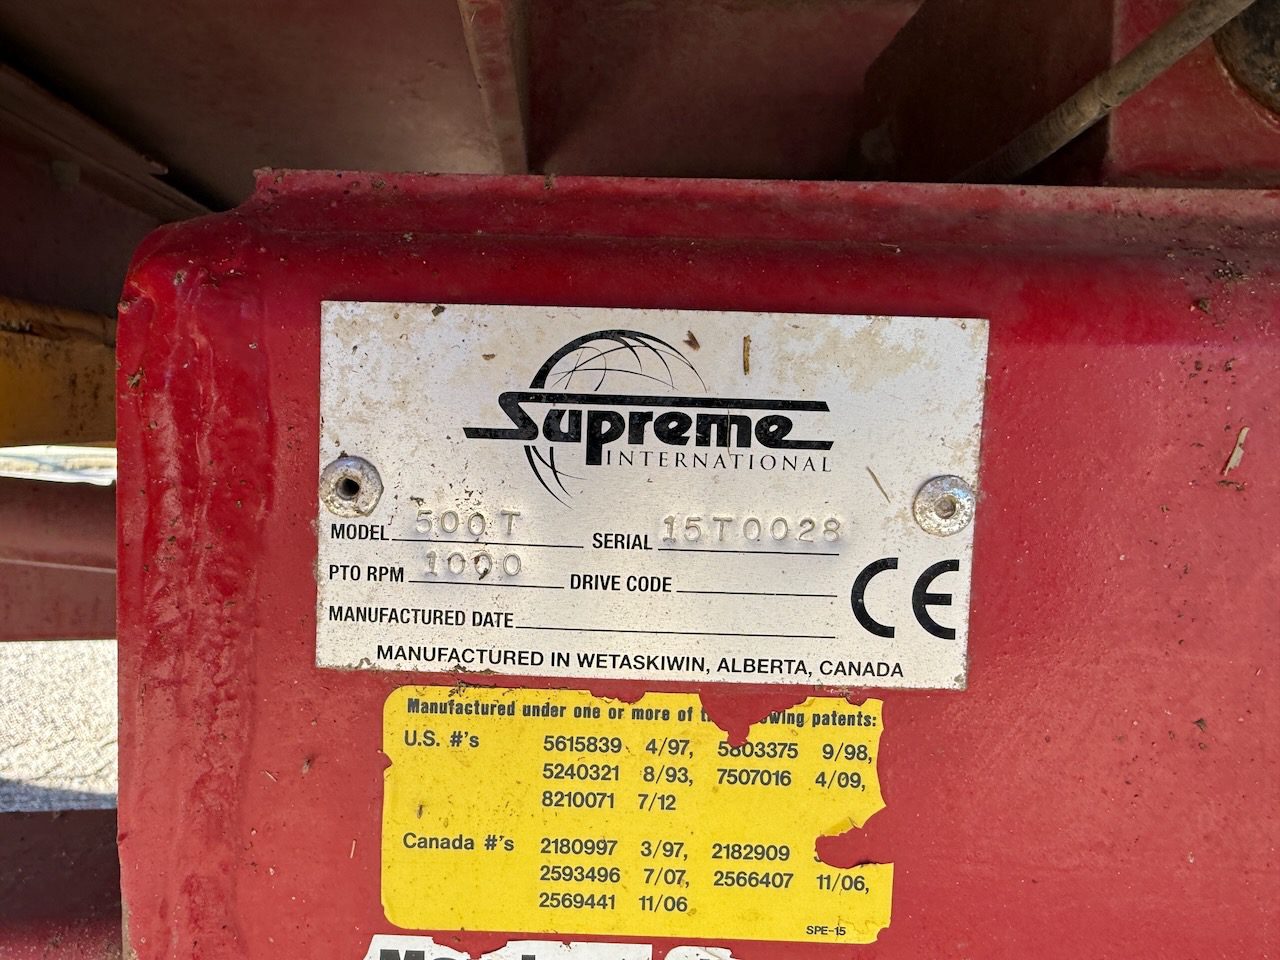 Supreme
INTERNATIONAL
MODEL 500T SERIAL 15T0028
PTO RPM 1000 DRIVE CODE
MANUFACTURED DATE
CE
MANUFACTURED IN WETASKIWIN, ALBERTA, CANADA
Manufactured under one or more of patents:
U.S. #'s 5615839 4/97, 5803375 9/98,
5240321 8/93, 7507016 4/09,
8210071 7/12
Canada #'s 2180997 3/97, 2182909
2593496 7/07, 2566407 11/06,
2569441 11/06
SPE-15